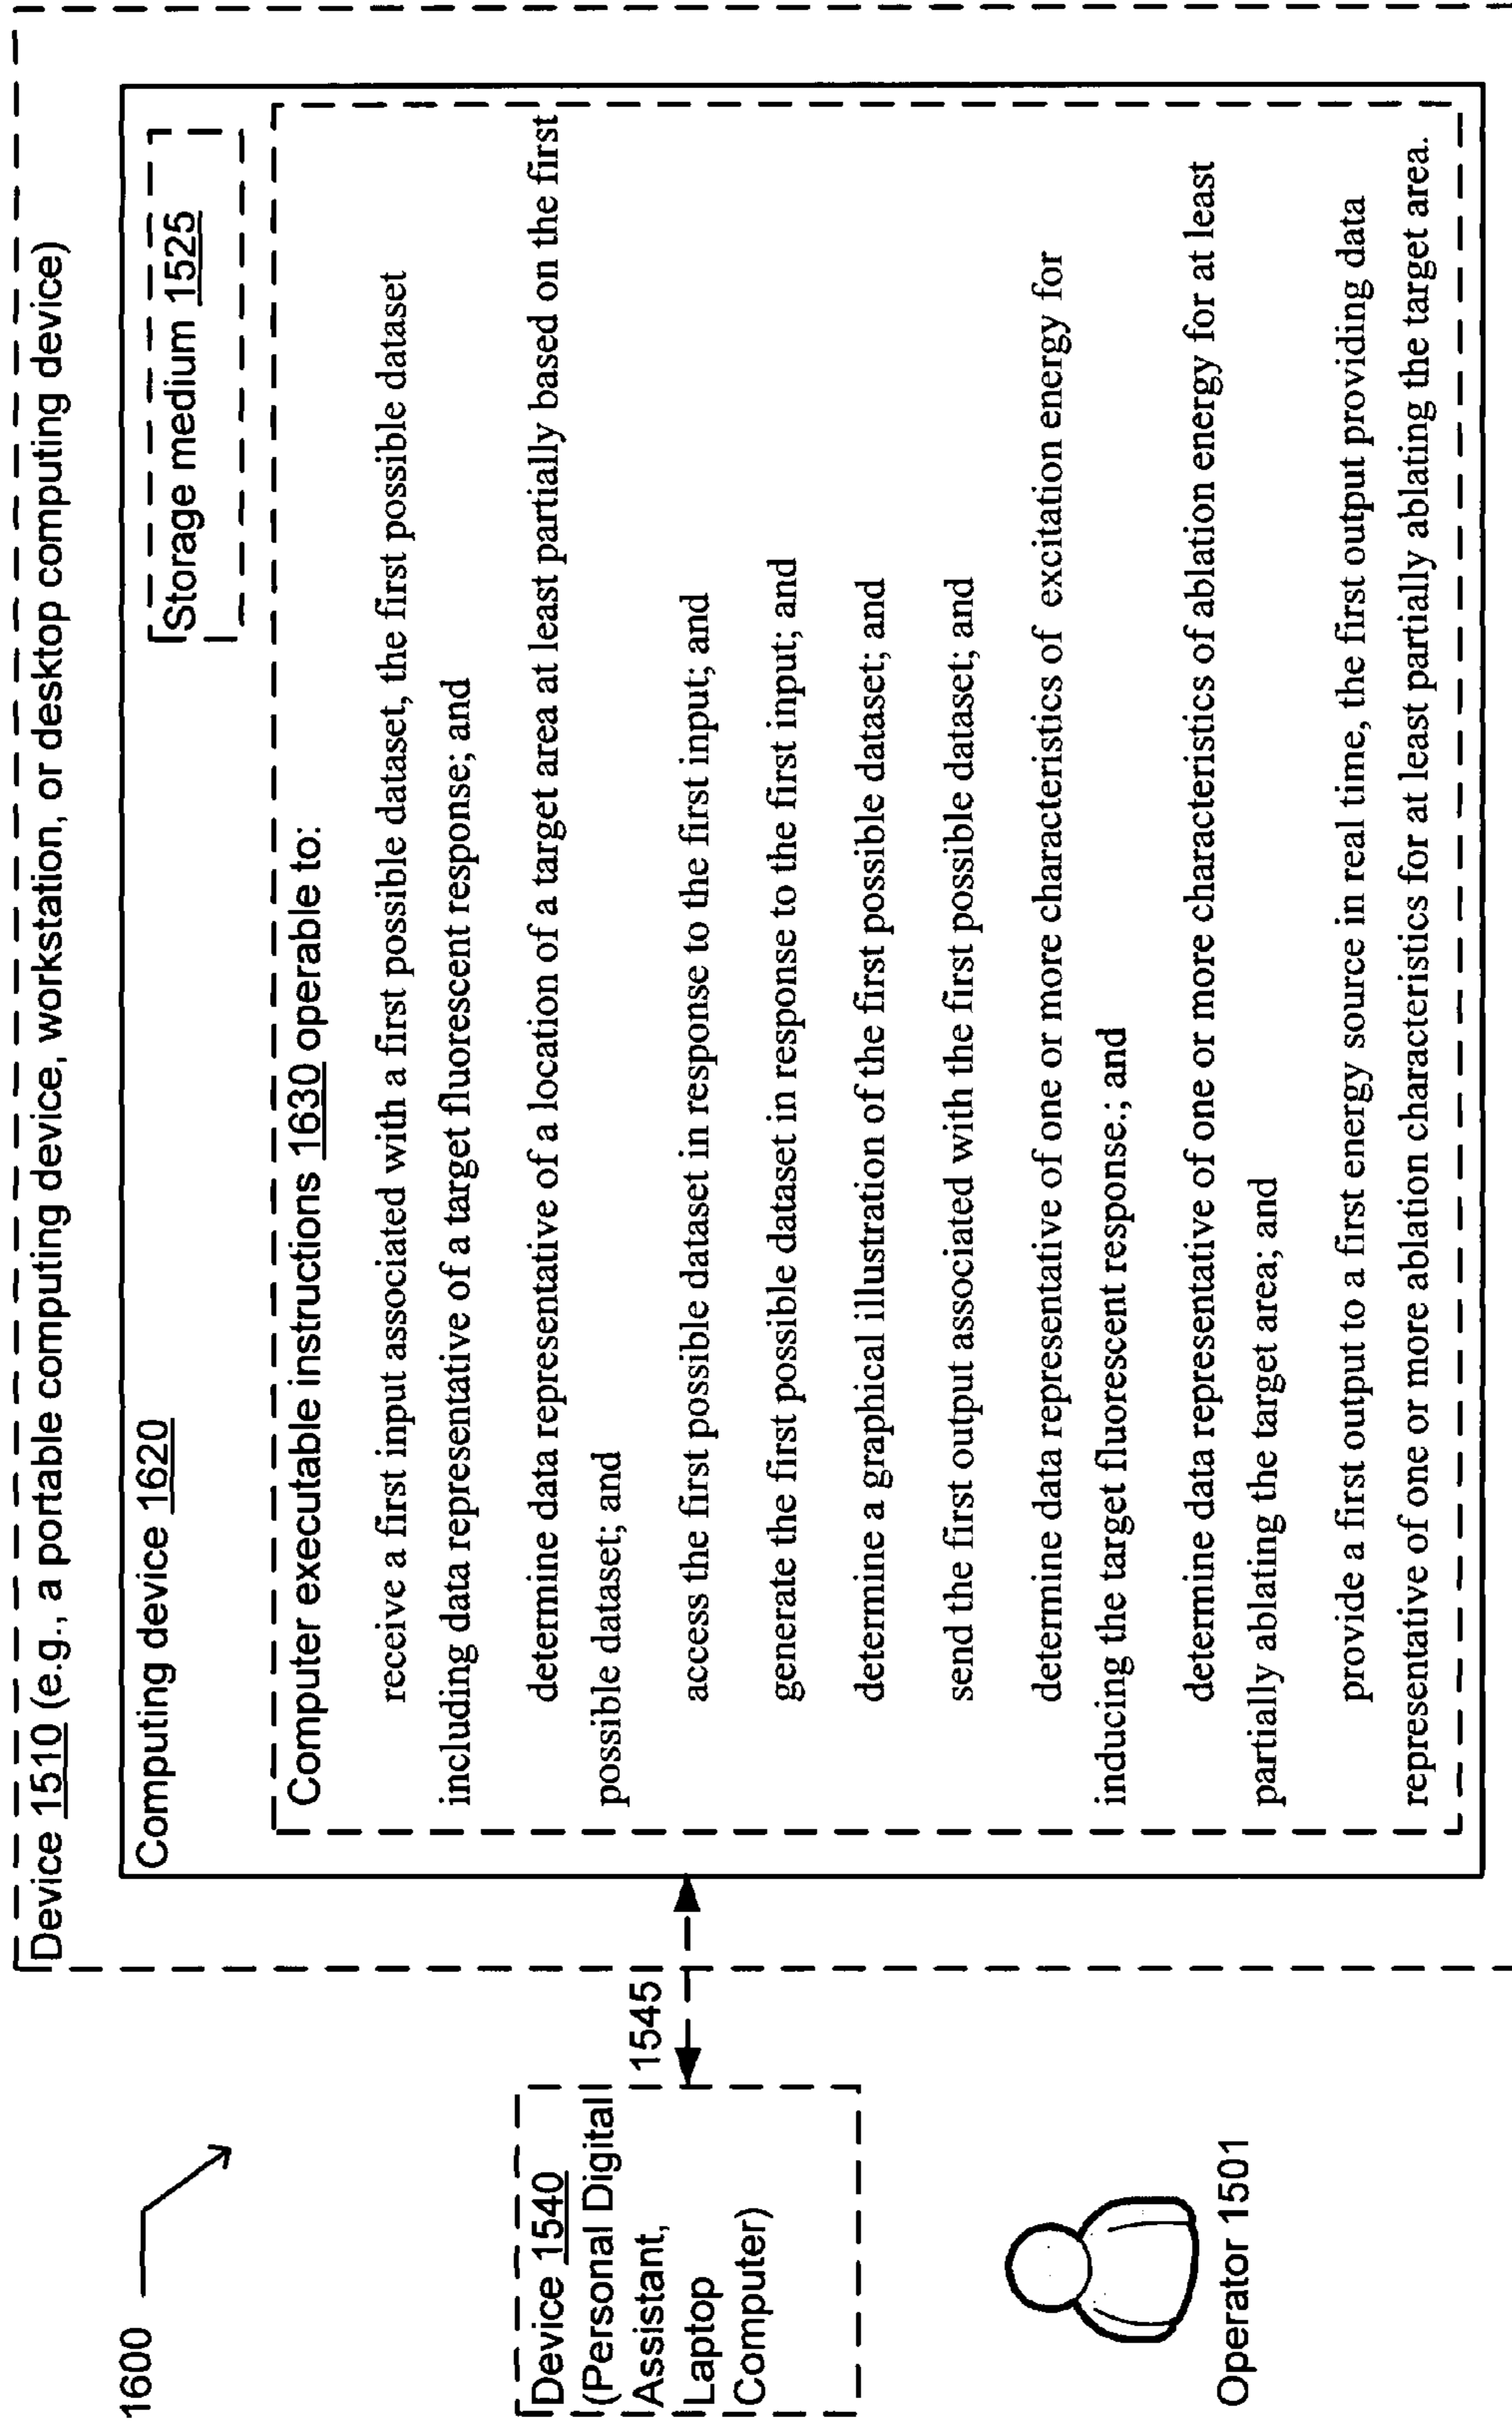 1600
Device 1510 (e.g., a portable computing device, workstation, or desktop computing device)
Computing device 1620
Storage medium 1525
Computer executable instructions 1630 operable to:
receive a first input associated with a first possible dataset, the first possible dataset
including data representative of a target fluorescent response; and
determine data representative of a location of a target area at least partially based on the first
possible dataset; and
access the first possible dataset in response to the first input; and
generate the first possible dataset in response to the first input; and
determine a graphical illustration of the first possible dataset; and
send the first output associated with the first possible dataset; and
determine data representative of one or more characteristics of excitation energy for
inducing the target fluorescent response.; and
determine data representative of one or more characteristics of ablation energy for at least
partially ablating the target area; and
provide a first output to a first energy source in real time, the first output providing data
representative of one or more ablation characteristics for at least partially ablating the target area.
Device 1540
(Personal Digital
Assistant,
Laptop
Computer)
1545
Operator 1501